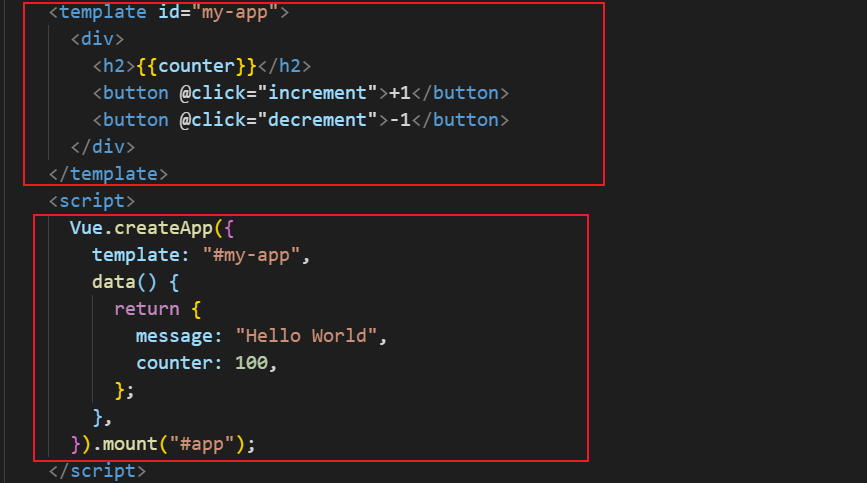 <template id="my-app">
<div>
<h2>{{counter}}</h2>
<button @click="increment">+1</button>
<button @click="decrement">-1</button>
</div>
</template>
<script>
Vue.createApp({
template: "#my-app",
data() {
return {
message: "Hello World",
counter: 100,
};
},
}).mount("#app");
</script>